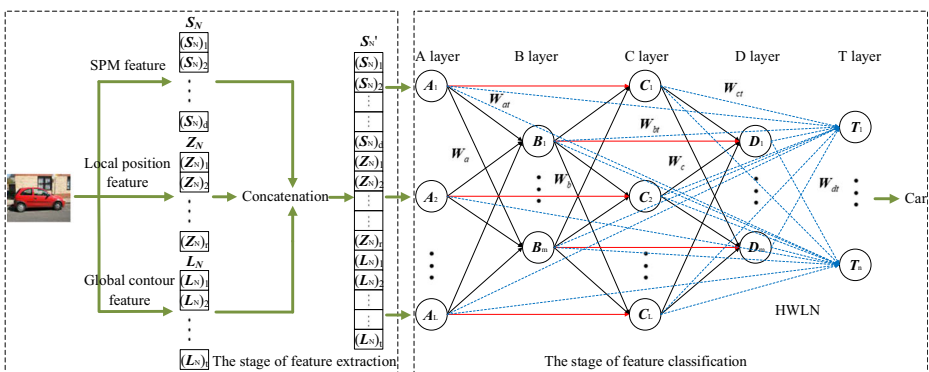 SPM feature
Local position
feature
Global contour
feature
S_N
(S_N)_1
(S_N)_2
(S_N)_d
Z_N
(Z_N)_1
(Z_N)_2
(Z_N)_r
L_N
(L_N)_1
(L_N)_2
(L_N)_t
Concatenation
S_N'
(S_N)_1
(S_N)_2
(S_N)_d
(Z_N)_1
(Z_N)_2
(Z_N)_r
(L_N)_1
(L_N)_2
(L_N)_t
The stage of feature extraction
A layer
B layer
C layer
D layer
T layer
A_1
A_2
A_L
B_1
B_m
C_1
C_2
C_L
D_1
D_m
T_1
T_n
W_at
W_a
W_bt
W_b
W_ct
W_c
W_dt
Car
HWLN
The stage of feature classification